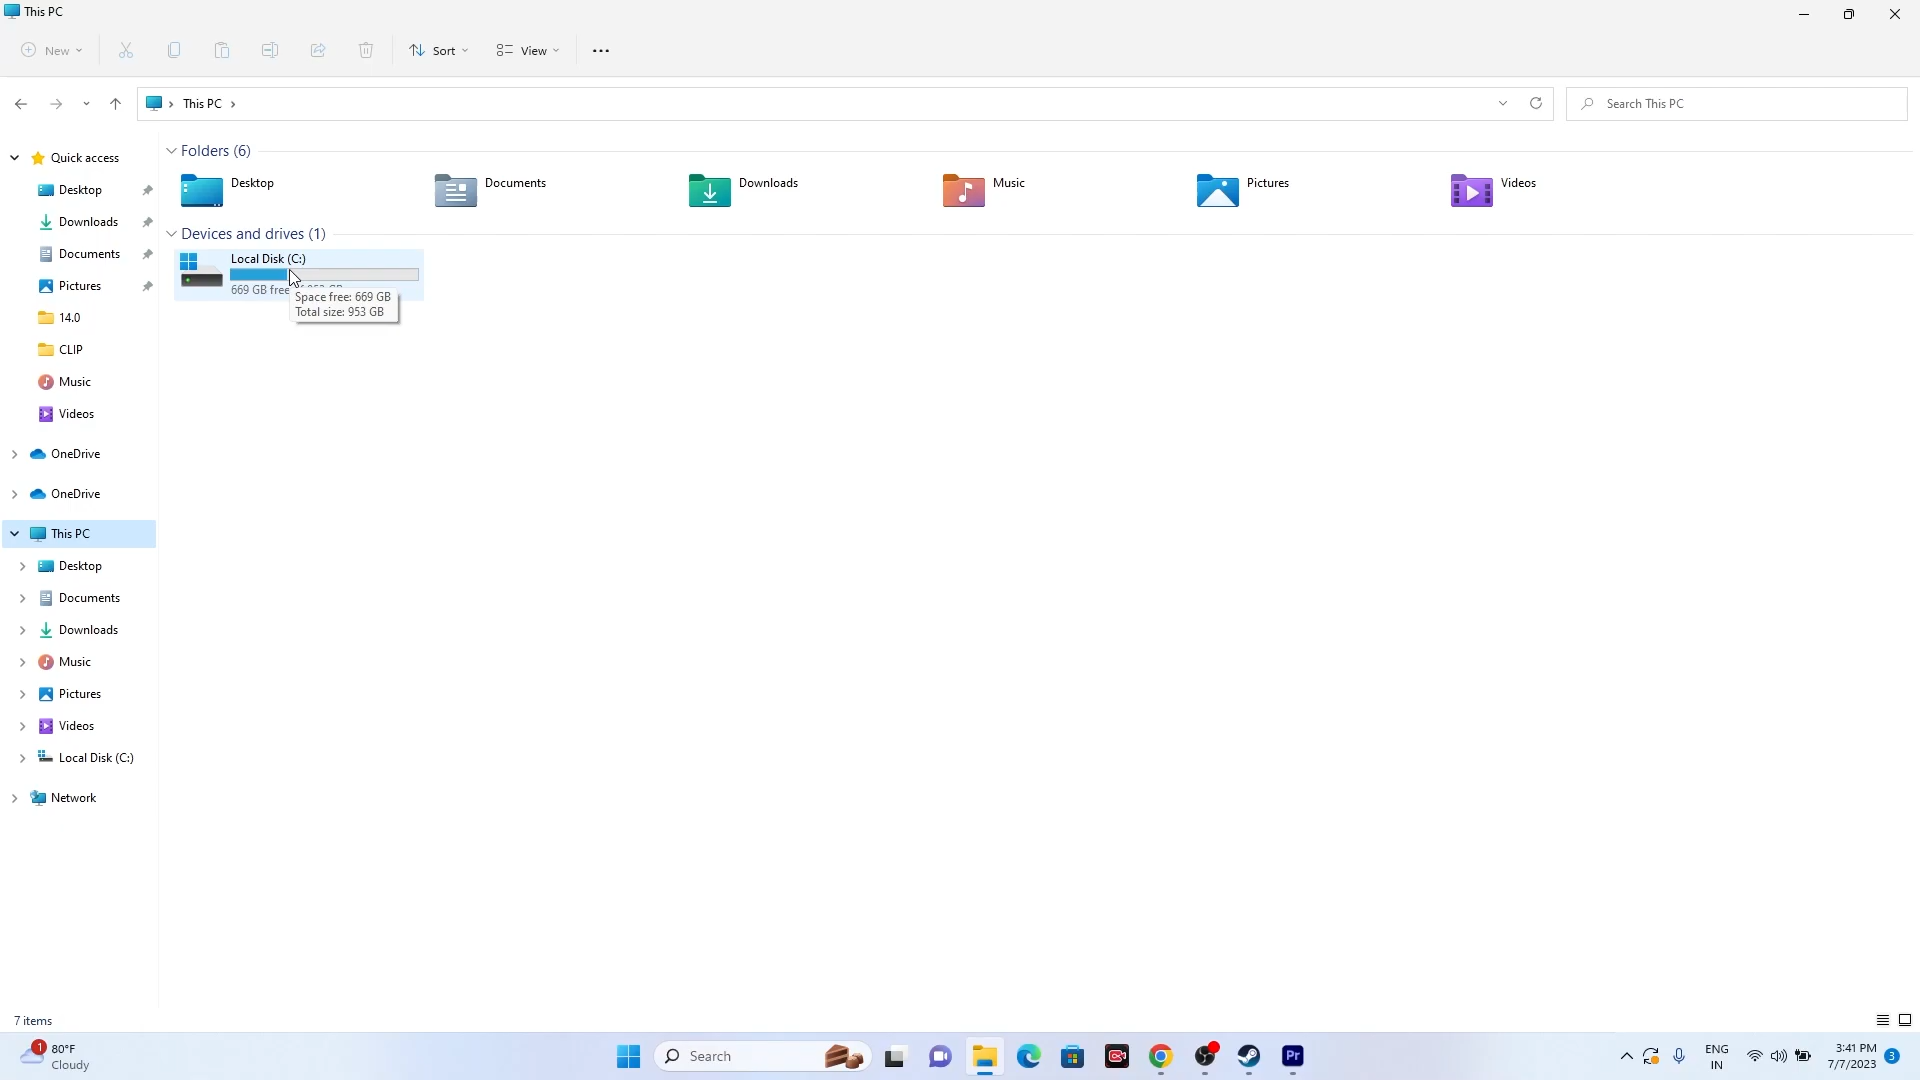 This PC
New
Sort
View
This PC
Search This PC
Quick access
Desktop
Downloads
Documents
Pictures
14.0
CLIP
Music
Videos
OneDrive
OneDrive
This PC
Desktop
Documents
Downloads
Music
Pictures
Videos
Local Disk (C:)
Network
Folders (6)
Desktop
Documents
Downloads
Music
Pictures
Videos
Devices and drives (1)
Local Disk (C:)
669 GB free
Space free: 669 GB
Total size: 953 GB
7 items
1
80°F
Cloudy
Search
Pr
ENG
IN
3:41 PM
7/7/2023
3